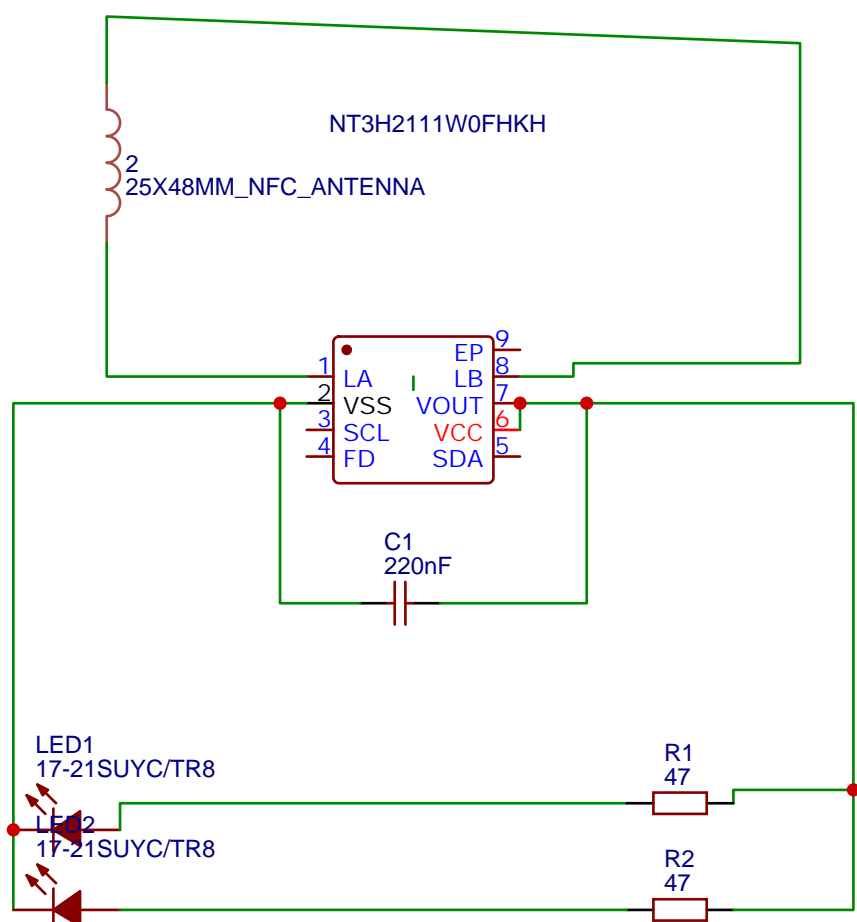 NT3H2111W0FHKH
2
25X48MM_NFC_ANTENNA
1 LA
2 VSS
3 SCL
4 FD
EP 9
LB 8
VOUT 7
VCC 6
SDA 5
C1
220nF
LED1
17-21SUYC/TR8
R1
47
LED2
17-21SUYC/TR8
R2
47